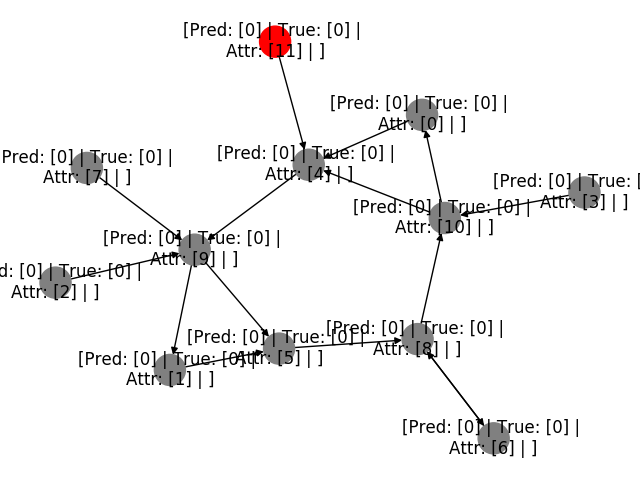 [Pred: [0] | True: [0] |
Attr: [11] | ]
[Pred: [0] | True: [0] |
Attr: [0] | ]
[Pred: [0] | True: [0] |
Attr: [4] | ]
Pred: [0] | True: [0] |
Attr: [7] | ]
[Pred: [0] | True: [0] |
Attr: [3] | ]
[Pred: [0] | True: [0] |
Attr: [10] | ]
[Pred: [0] | True: [0] |
Attr: [9] | ]
d: [0] | True: [0] |
Attr: [2] | ]
[Pred: [0] | True: [0] |
Attr: [8] | ]
[Pred: [0] | True: [0] |
Attr: [5] | ]
[Pred: [0] | True: [0] |
Attr: [1] | ]
[Pred: [0] | True: [0] |
Attr: [6] | ]